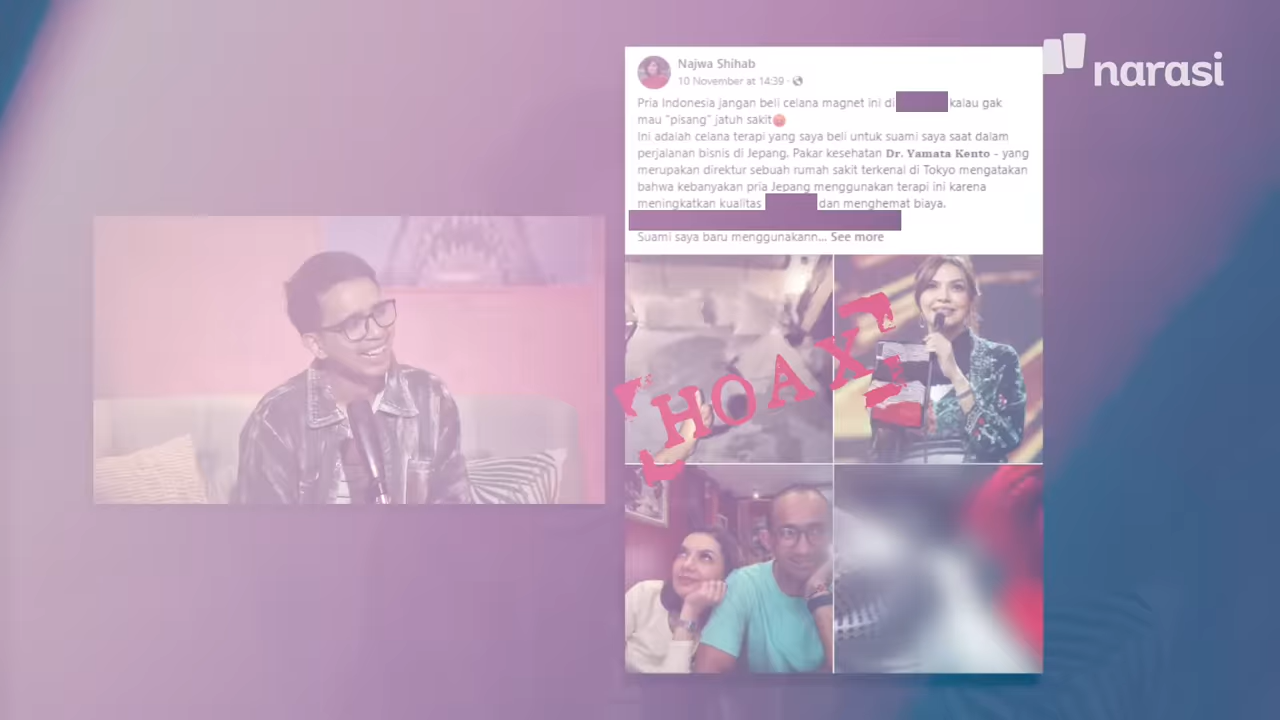 narasi
Najwa Shihab
10 November at 14:39 ·
Pria Indonesia jangan beli celana magnet ini di kalau gak
mau "pisang" jatuh sakit
Ini adalah celana terapi yang saya beli untuk suami saya saat dalam
perjalanan bisnis di Jepang. Pakar kesehatan Dr. Yamata Kento - yang
merupakan direktur sebuah rumah sakit terkenal di Tokyo mengatakan
bahwa kebanyakan pria Jepang menggunakan terapi ini karena
meningkatkan kualitas dan menghemat biaya.
Suami saya baru menggunakann... See more
HOAX